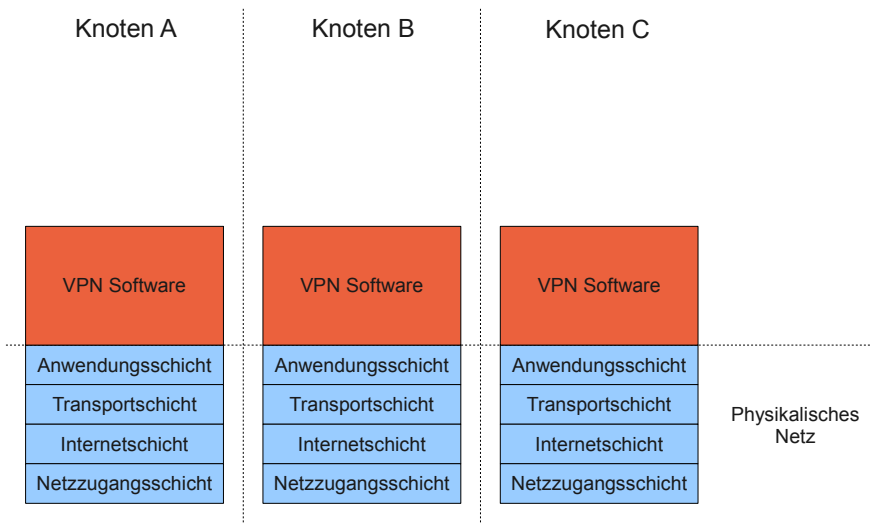 Knoten A
Knoten B
Knoten C
VPN Software
VPN Software
VPN Software
Anwendungsschicht
Anwendungsschicht
Anwendungsschicht
Transportschicht
Transportschicht
Transportschicht
Internetschicht
Internetschicht
Internetschicht
Netzzugangsschicht
Netzzugangsschicht
Netzzugangsschicht
Physikalisches
Netz